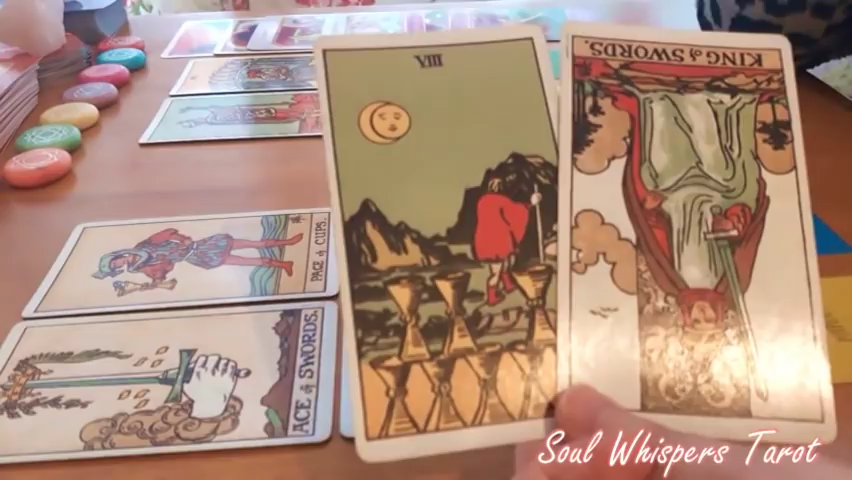 VIII
KING of SWORDS.
PAGE of CUPS.
ACE of SWORDS.
Soul Whispers Tarot